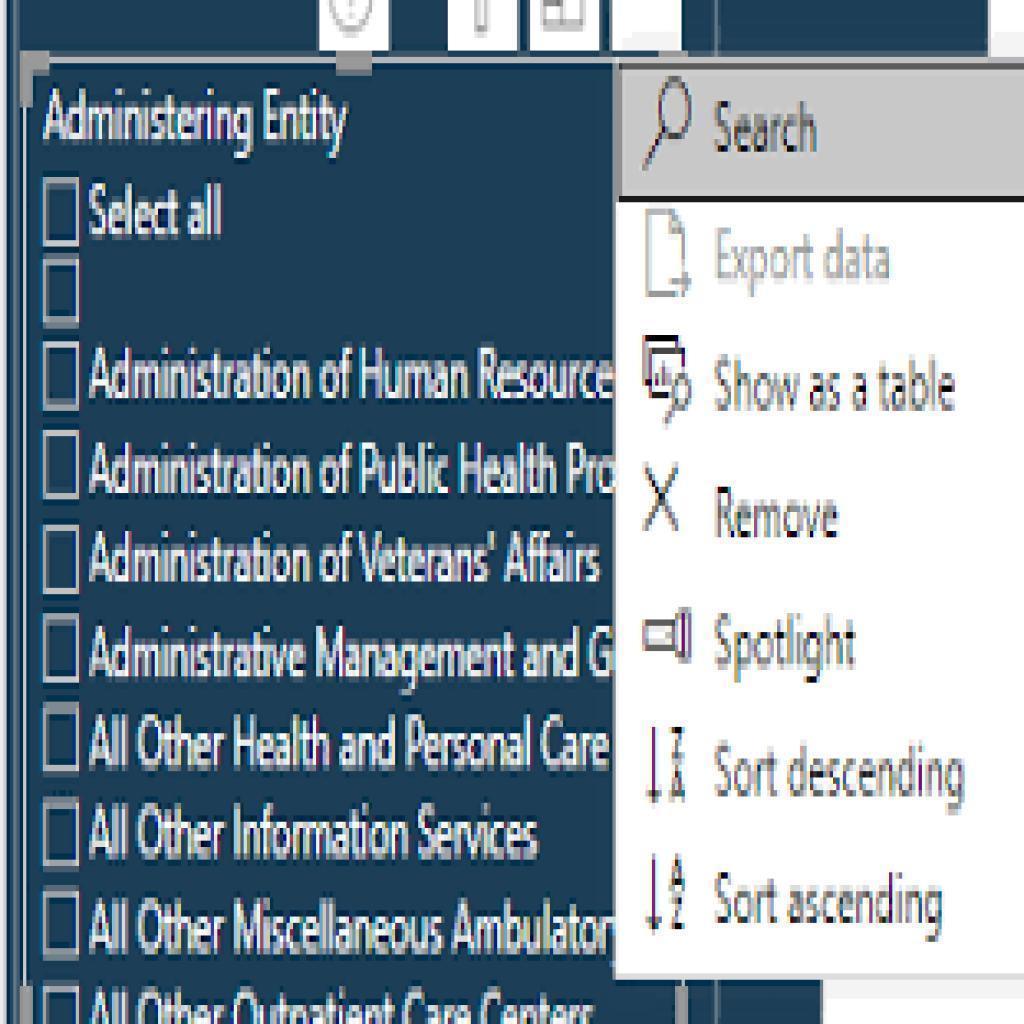 Administering Entity
Select all
Administration of Human Resource
Administration of Public Health Pro
Administration of Veterans' Affairs
Administrative Management and G
All Other Health and Personal Care
All Other Information Services
All Other Miscellaneous Ambulator
All Other Outpatient Care Centers
Search
Export data
Show as a table
Remove
Spotlight
Sort descending
Sort ascending